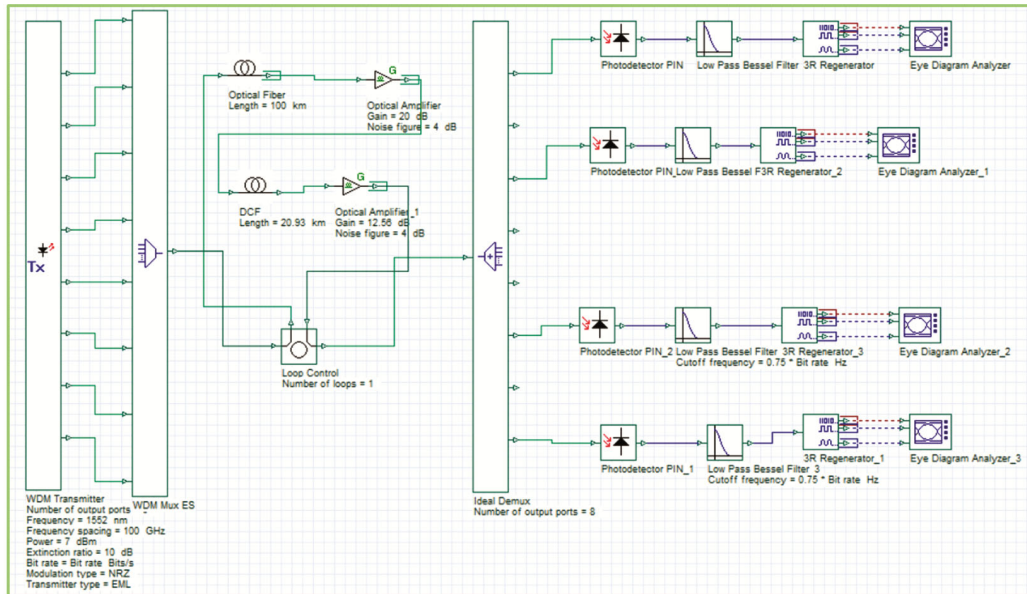 Photodetector PIN
Low Pass Bessel Filter
3R Regenerator
Eye Diagram Analyzer
Optical Fiber
Length = 100 km
G
Optical Amplifier
Gain = 20 dB
Noise figure = 4 dB
Photodetector PIN_
Low Pass Bessel F
3R Regenerator_2
Eye Diagram Analyzer_1
DCF
Length = 20.93 km
G
Optical Amplifier_1
Gain = 12.56 dB
Noise figure = 4 dB
Tx
Loop Control
Number of loops = 1
Photodetector PIN_2
Low Pass Bessel Filter
Cutoff frequency = 0.75 * Bit rate Hz
3R Regenerator_3
Eye Diagram Analyzer_2
Photodetector PIN_1
Low Pass Bessel Filter_3
Cutoff frequency = 0.75 * Bit rate Hz
3R Regenerator_1
Eye Diagram Analyzer_3
WDM Transmitter
Number of output ports
Frequency = 1552 nm
Frequency spacing = 100 GHz
Power = 7 dBm
Extinction ratio = 10 dB
Bit rate = Bit rate Bits/s
Modulation type = NRZ
Transmitter type = EML
WDM Mux ES
Ideal Demux
Number of output ports = 8